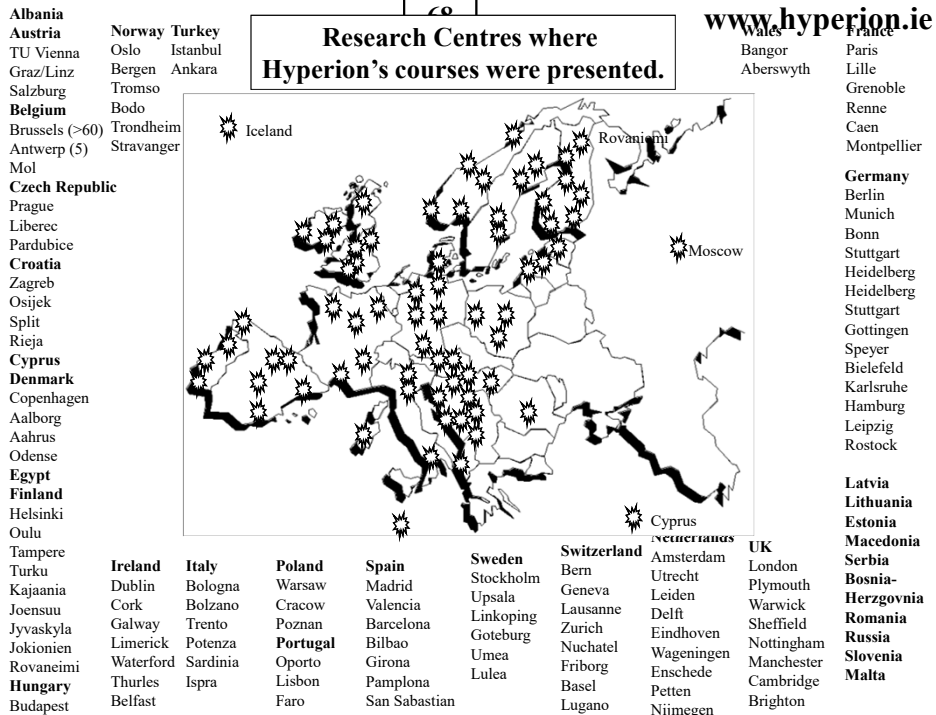 68
www.hyperion.ie
Research Centres where
Hyperion's courses were presented.
Albania
Austria
TU Vienna
Graz/Linz
Salzburg
Belgium
Brussels (>60)
Antwerp (5)
Mol
Czech Republic
Prague
Liberec
Pardubice
Croatia
Zagreb
Osijek
Split
Rieja
Cyprus
Denmark
Copenhagen
Aalborg
Aahrus
Odense
Egypt
Finland
Helsinki
Oulu
Tampere
Turku
Kajaania
Joensuu
Jyvaskyla
Jokionien
Rovaneimi
Hungary
Budapest
Norway
Oslo
Bergen
Tromso
Bodo
Trondheim
Stravanger
Turkey
Istanbul
Ankara
Wales
Bangor
Aberswyth
France
Paris
Lille
Grenoble
Renne
Caen
Montpellier
Germany
Berlin
Munich
Bonn
Stuttgart
Heidelberg
Heidelberg
Stuttgart
Gottingen
Speyer
Bielefeld
Karlsruhe
Hamburg
Leipzig
Rostock
Latvia
Lithuania
Estonia
Macedonia
Serbia
Bosnia-
Herzgovnia
Romania
Russia
Slovenia
Malta
Iceland
Rovaniemi
Moscow
Cyprus
Ireland
Dublin
Cork
Galway
Limerick
Waterford
Thurles
Belfast
Italy
Bologna
Bolzano
Trento
Potenza
Sardinia
Ispra
Poland
Warsaw
Cracow
Poznan
Portugal
Oporto
Lisbon
Faro
Spain
Madrid
Valencia
Barcelona
Bilbao
Girona
Pamplona
San Sabastian
Sweden
Stockholm
Upsala
Linkoping
Goteburg
Umea
Lulea
Switzerland
Bern
Geneva
Lausanne
Zurich
Nuchatel
Friborg
Basel
Lugano
Netherlands
Amsterdam
Utrecht
Leiden
Delft
Eindhoven
Wageningen
Enschede
Petten
Nijmegen
UK
London
Plymouth
Warwick
Sheffield
Nottingham
Manchester
Cambridge
Brighton